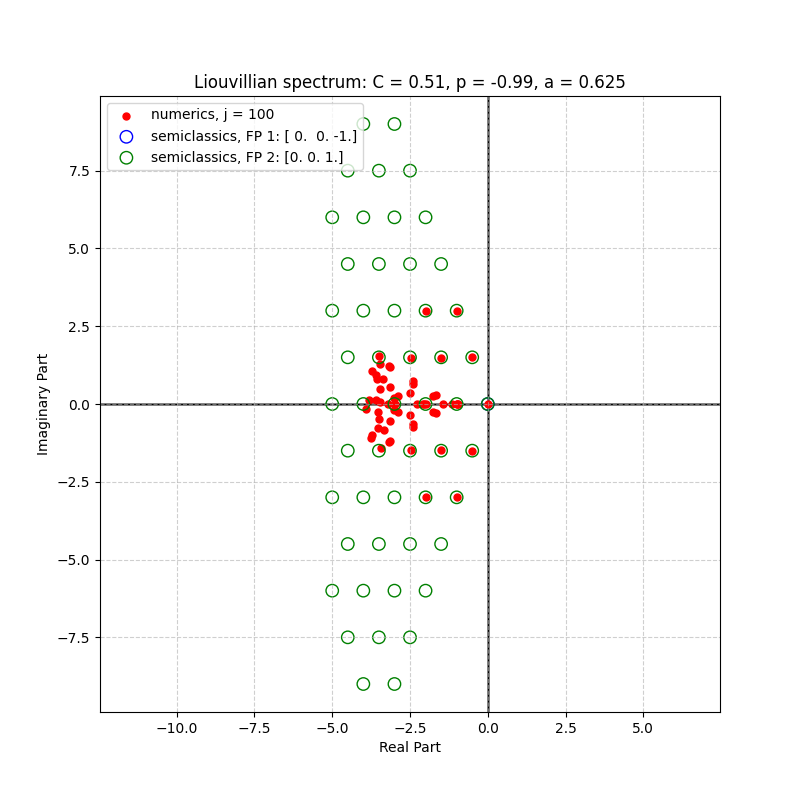 Liouvillian spectrum: C = 0.51, p = -0.99, a = 0.625
numerics, j = 100
semiclassics, FP 1: [ 0.  0. -1.]
semiclassics, FP 2: [0. 0. 1.]
7.5
5.0
2.5
0.0
−2.5
−5.0
−7.5
Imaginary Part
−10.0 −7.5 −5.0 −2.5 0.0 2.5 5.0
Real Part